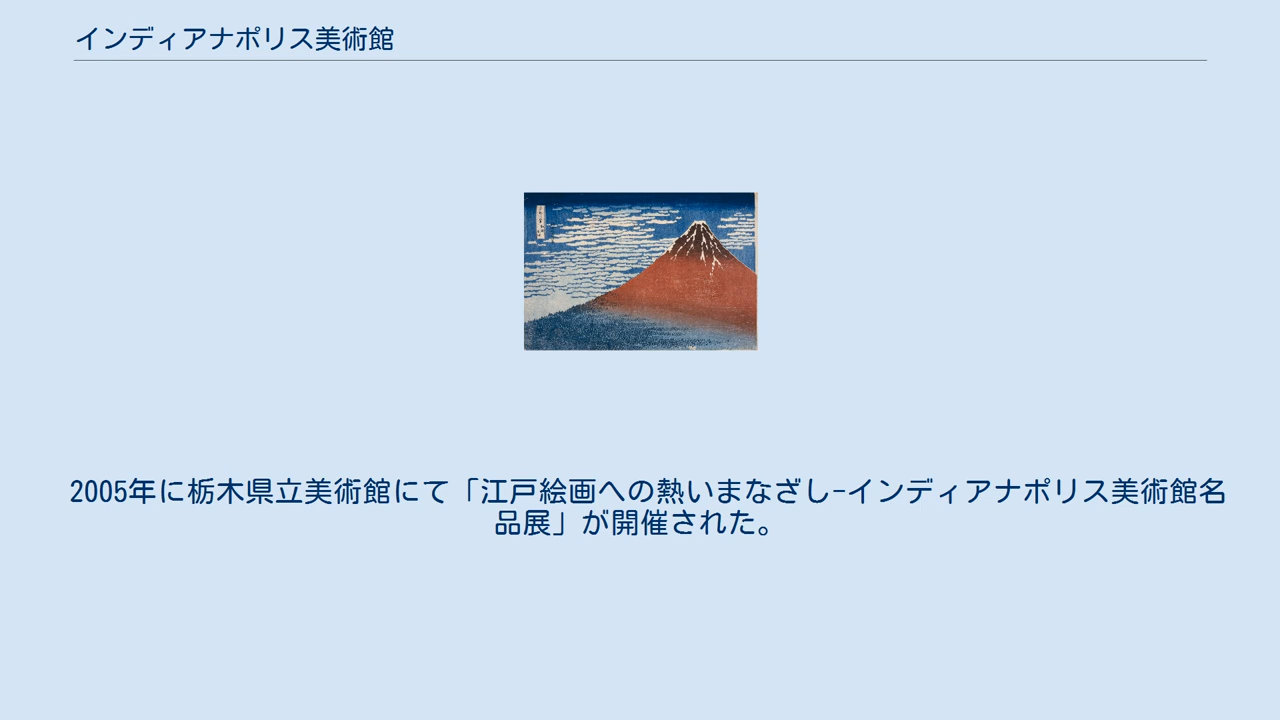 インディアナポリス美術館
2005年に栃木県立美術館にて「江戸絵画への熱いまなざし-インディアナポリス美術館名
品展」が開催された。